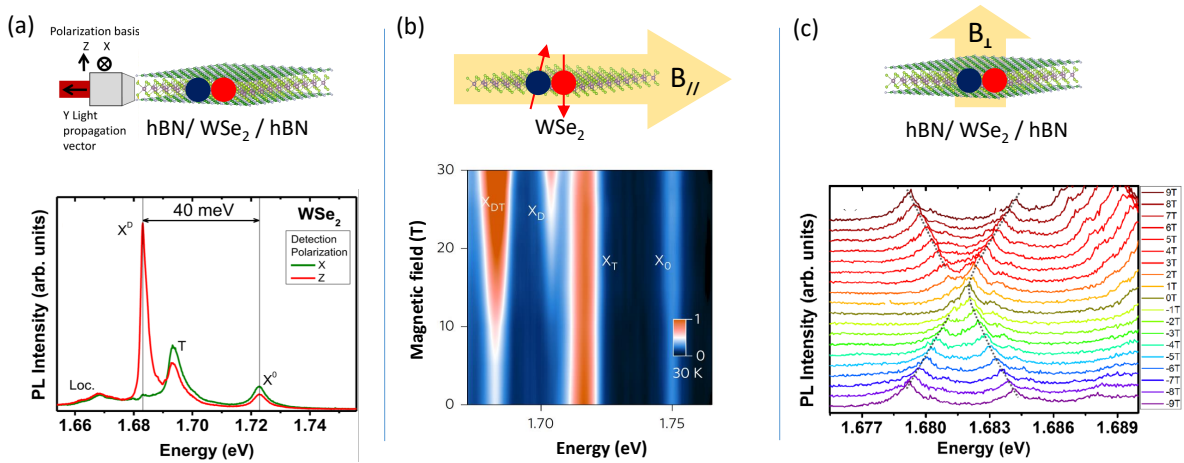 (a)
Polarization basis
Z X
Y Light
propagation
vector
hBN/ WSe₂ / hBN
40 meV
WSe₂
Xᴰ
Detection
Polarization
X
Z
T
Loc.
X⁰
PL Intensity (arb. units)
1.66 1.68 1.70 1.72 1.74
Energy (eV)
(b)
B//
WSe₂
30
20
10
0
Magnetic field (T)
X_DT
X_D
X_T
X_0
1
0
30 K
1.70 1.75
Energy (eV)
(c)
B⊥
hBN/ WSe₂ / hBN
PL Intensity (arb. units)
9T
8T
7T
6T
5T
4T
3T
2T
1T
0T
-1T
-2T
-3T
-4T
-5T
-6T
-7T
-8T
-9T
1.677 1.680 1.683 1.686 1.689
Energy (eV)